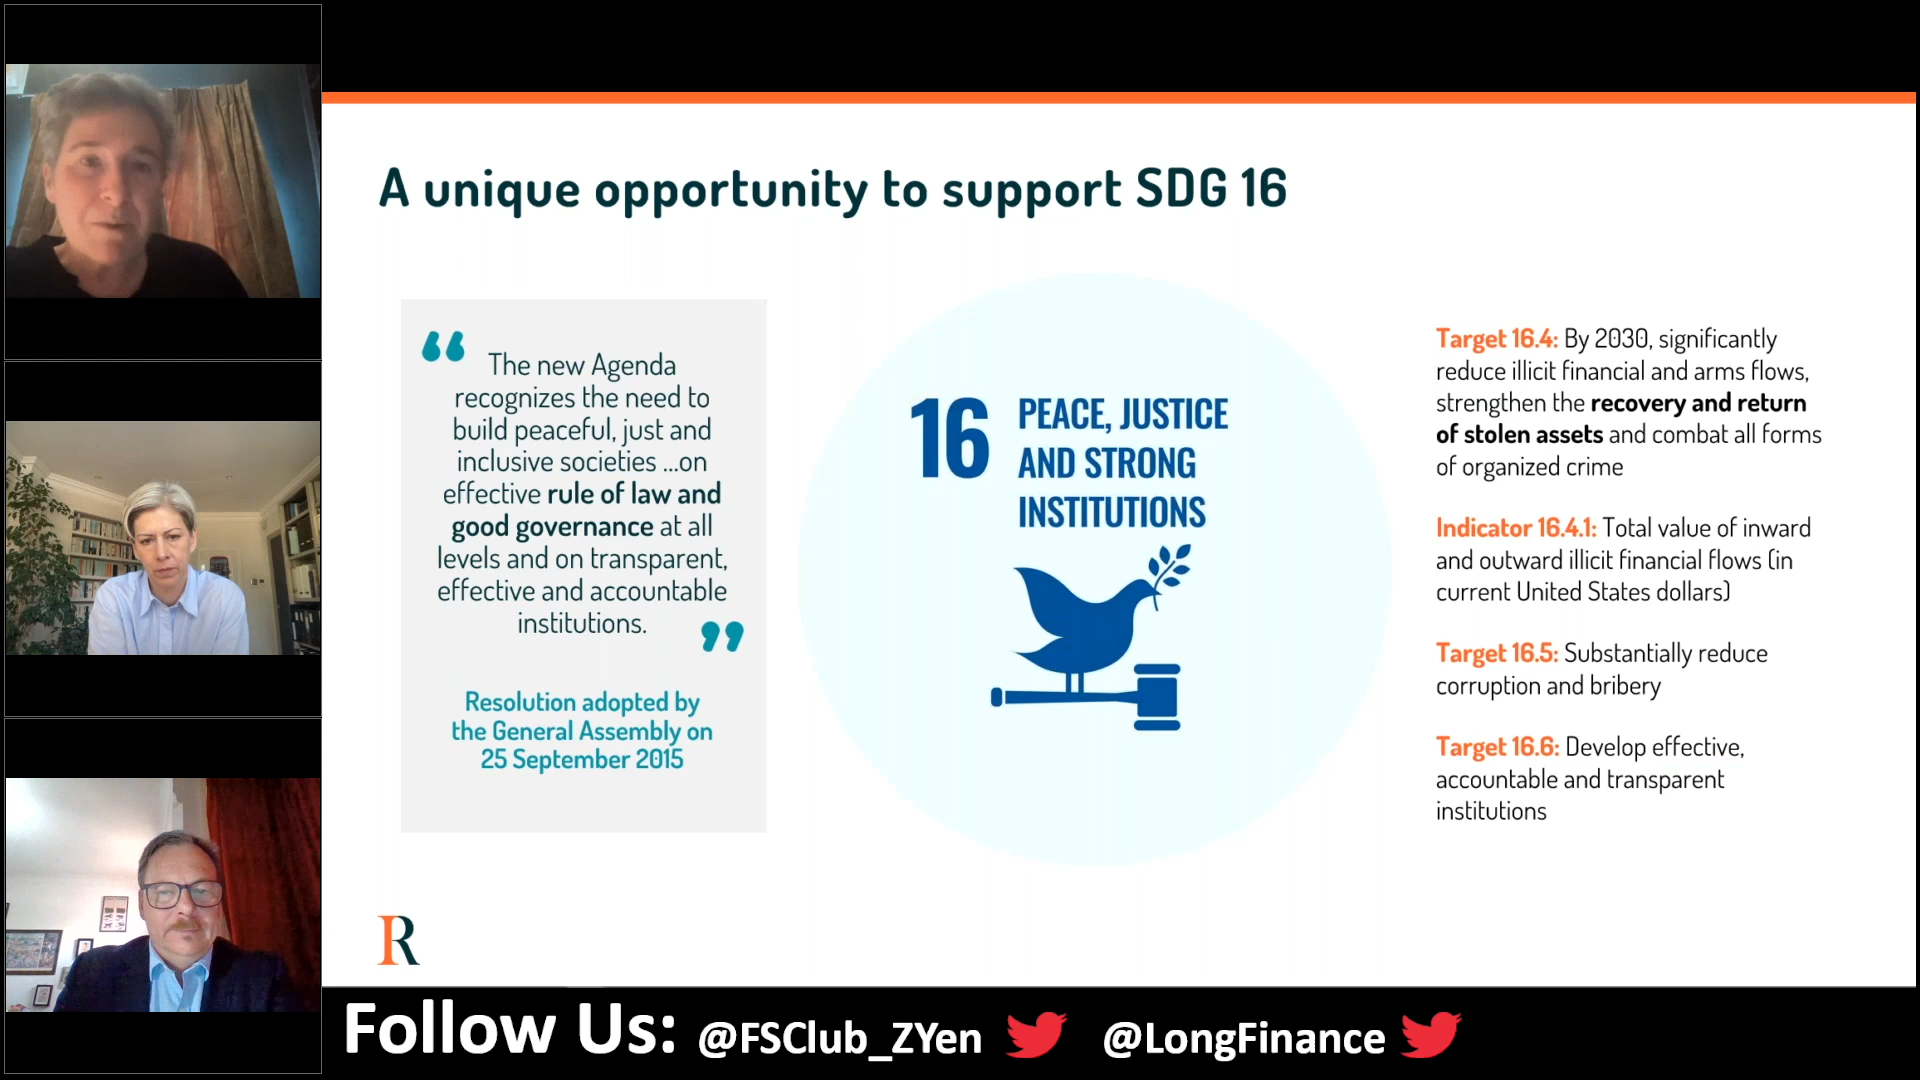 A unique opportunity to support SDG 16
“
The new Agenda
recognizes the need to
build peaceful, just and
inclusive societies ...on
effective rule of law and
good governance at all
levels and on transparent,
effective and accountable
institutions.
”
Resolution adopted by
the General Assembly on
25 September 2015
16 PEACE, JUSTICE
AND STRONG
INSTITUTIONS
Target 16.4: By 2030, significantly
reduce illicit financial and arms flows,
strengthen the recovery and return
of stolen assets and combat all forms
of organized crime
Indicator 16.4.1: Total value of inward
and outward illicit financial flows (in
current United States dollars)
Target 16.5: Substantially reduce
corruption and bribery
Target 16.6: Develop effective,
accountable and transparent
institutions
R
Follow Us: @FSClub_ZYen @LongFinance